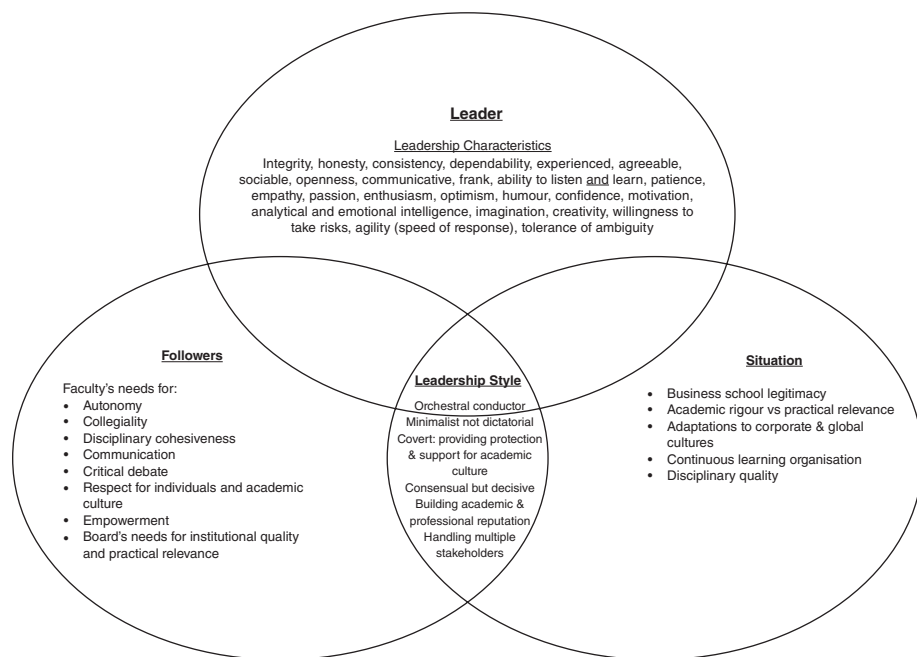 Leader
Leadership Characteristics
Integrity, honesty, consistency, dependability, experienced, agreeable,
sociable, openness, communicative, frank, ability to listen and learn, patience,
empathy, passion, enthusiasm, optimism, humour, confidence, motivation,
analytical and emotional intelligence, imagination, creativity, willingness to
take risks, agility (speed of response), tolerance of ambiguity
Followers
Faculty's needs for:
• Autonomy
• Collegiality
• Disciplinary cohesiveness
• Communication
• Critical debate
• Respect for individuals and academic
culture
• Empowerment
• Board's needs for institutional quality
and practical relevance
Leadership Style
Orchestral conductor
Minimalist not dictatorial
Covert: providing protection
& support for academic
culture
Consensual but decisive
Building academic &
professional reputation
Handling multiple
stakeholders
Situation
• Business school legitimacy
• Academic rigour vs practical relevance
• Adaptations to corporate & global
cultures
• Continuous learning organisation
• Disciplinary quality